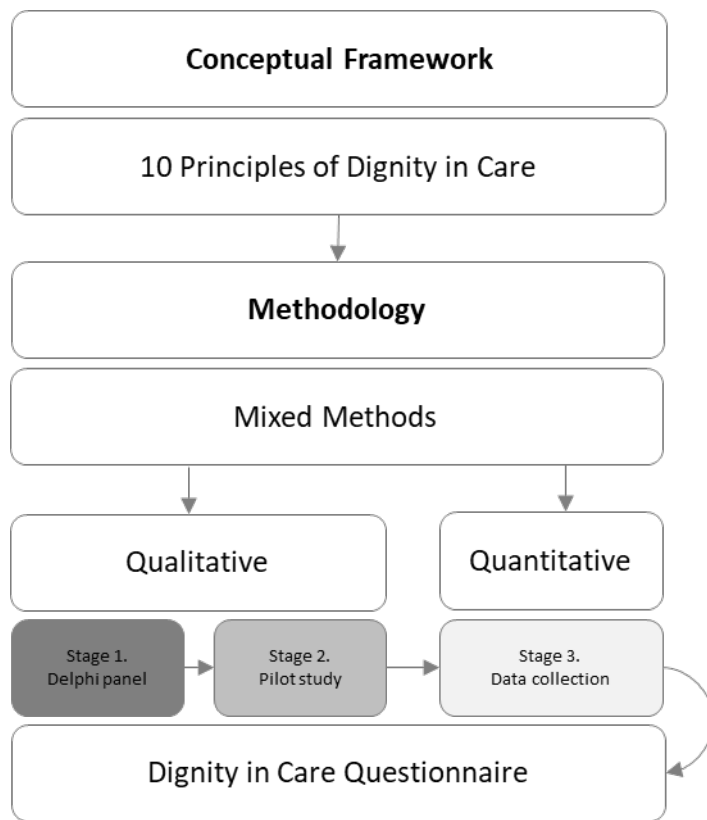 Conceptual Framework
10 Principles of Dignity in Care
Methodology
Mixed Methods
Qualitative
Quantitative
Stage 1.
Delphi panel
Stage 2.
Pilot study
Stage 3.
Data collection
Dignity in Care Questionnaire